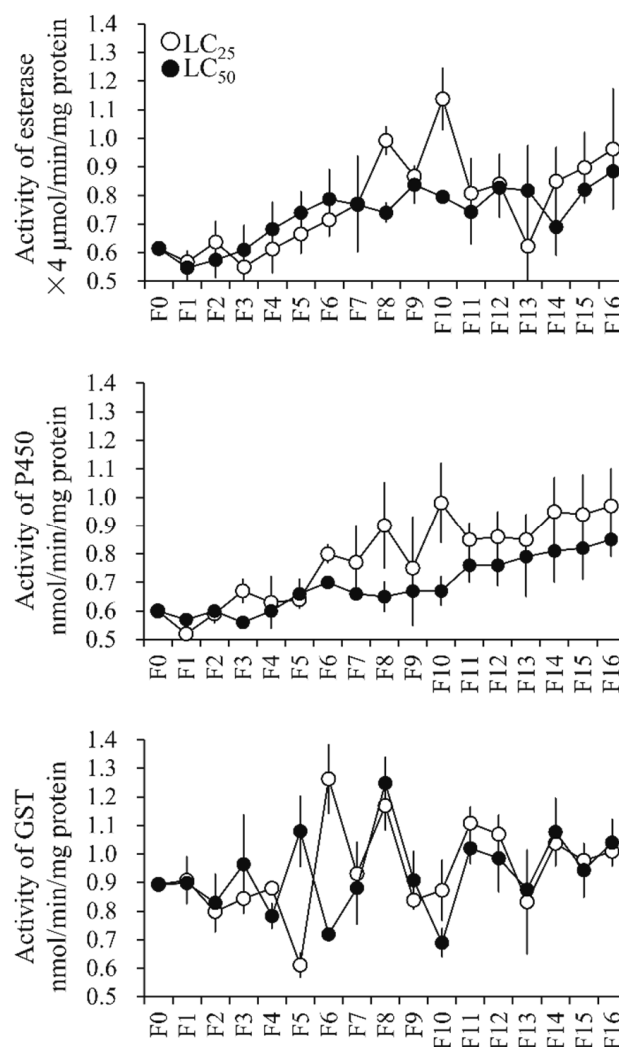 1.4
1.3
1.2
1.1
1.0
0.9
0.8
0.7
0.6
0.5
Activity of esterase
×4 μmol/min/mg protein
LC25
LC50
F0 F1 F2 F3 F4 F5 F6 F7 F8 F9 F10 F11 F12 F13 F14 F15 F16
1.4
1.3
1.2
1.1
1.0
0.9
0.8
0.7
0.6
0.5
Activity of P450
nmol/min/mg protein
F0 F1 F2 F3 F4 F5 F6 F7 F8 F9 F10 F11 F12 F13 F14 F15 F16
1.4
1.3
1.2
1.1
1.0
0.9
0.8
0.7
0.6
0.5
Activity of GST
nmol/min/mg protein
F0 F1 F2 F3 F4 F5 F6 F7 F8 F9 F10 F11 F12 F13 F14 F15 F16